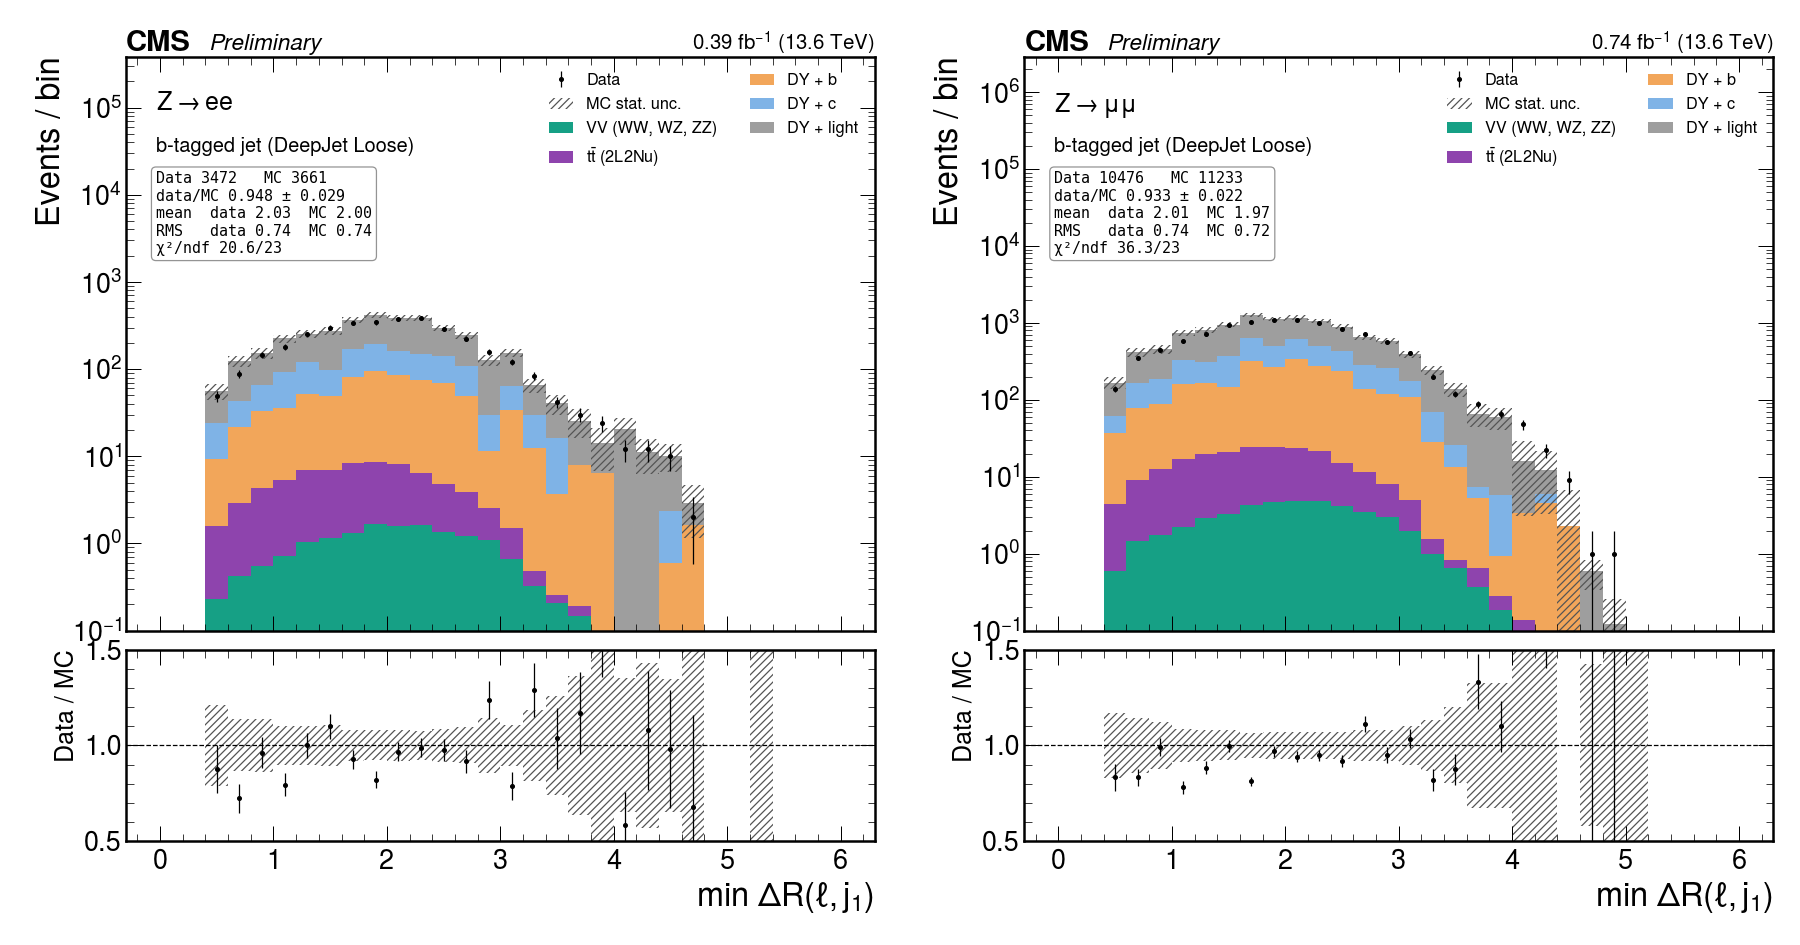 CMS Preliminary 0.39 fb⁻¹ (13.6 TeV)
Events / bin
Z → ee
b-tagged jet (DeepJet Loose)
Data 3472   MC 3661
data/MC 0.948 ± 0.029
mean  data 2.03  MC 2.00
RMS   data 0.74  MC 0.74
χ²/ndf 20.6/23
Data
MC stat. unc.
VV (WW, WZ, ZZ)
tt̄ (2L2Nu)
DY + b
DY + c
DY + light
10⁵
10⁴
10³
10²
10¹
10⁰
10⁻¹
Data / MC
1.5
1.0
0.5
0 1 2 3 4 5 6
min ΔR(ℓ, j₁)
CMS Preliminary 0.74 fb⁻¹ (13.6 TeV)
Events / bin
Z → μμ
b-tagged jet (DeepJet Loose)
Data 10476   MC 11233
data/MC 0.933 ± 0.022
mean  data 2.01  MC 1.97
RMS   data 0.74  MC 0.72
χ²/ndf 36.3/23
Data
MC stat. unc.
VV (WW, WZ, ZZ)
tt̄ (2L2Nu)
DY + b
DY + c
DY + light
10⁶
10⁵
10⁴
10³
10²
10¹
10⁰
10⁻¹
Data / MC
1.5
1.0
0.5
0 1 2 3 4 5 6
min ΔR(ℓ, j₁)